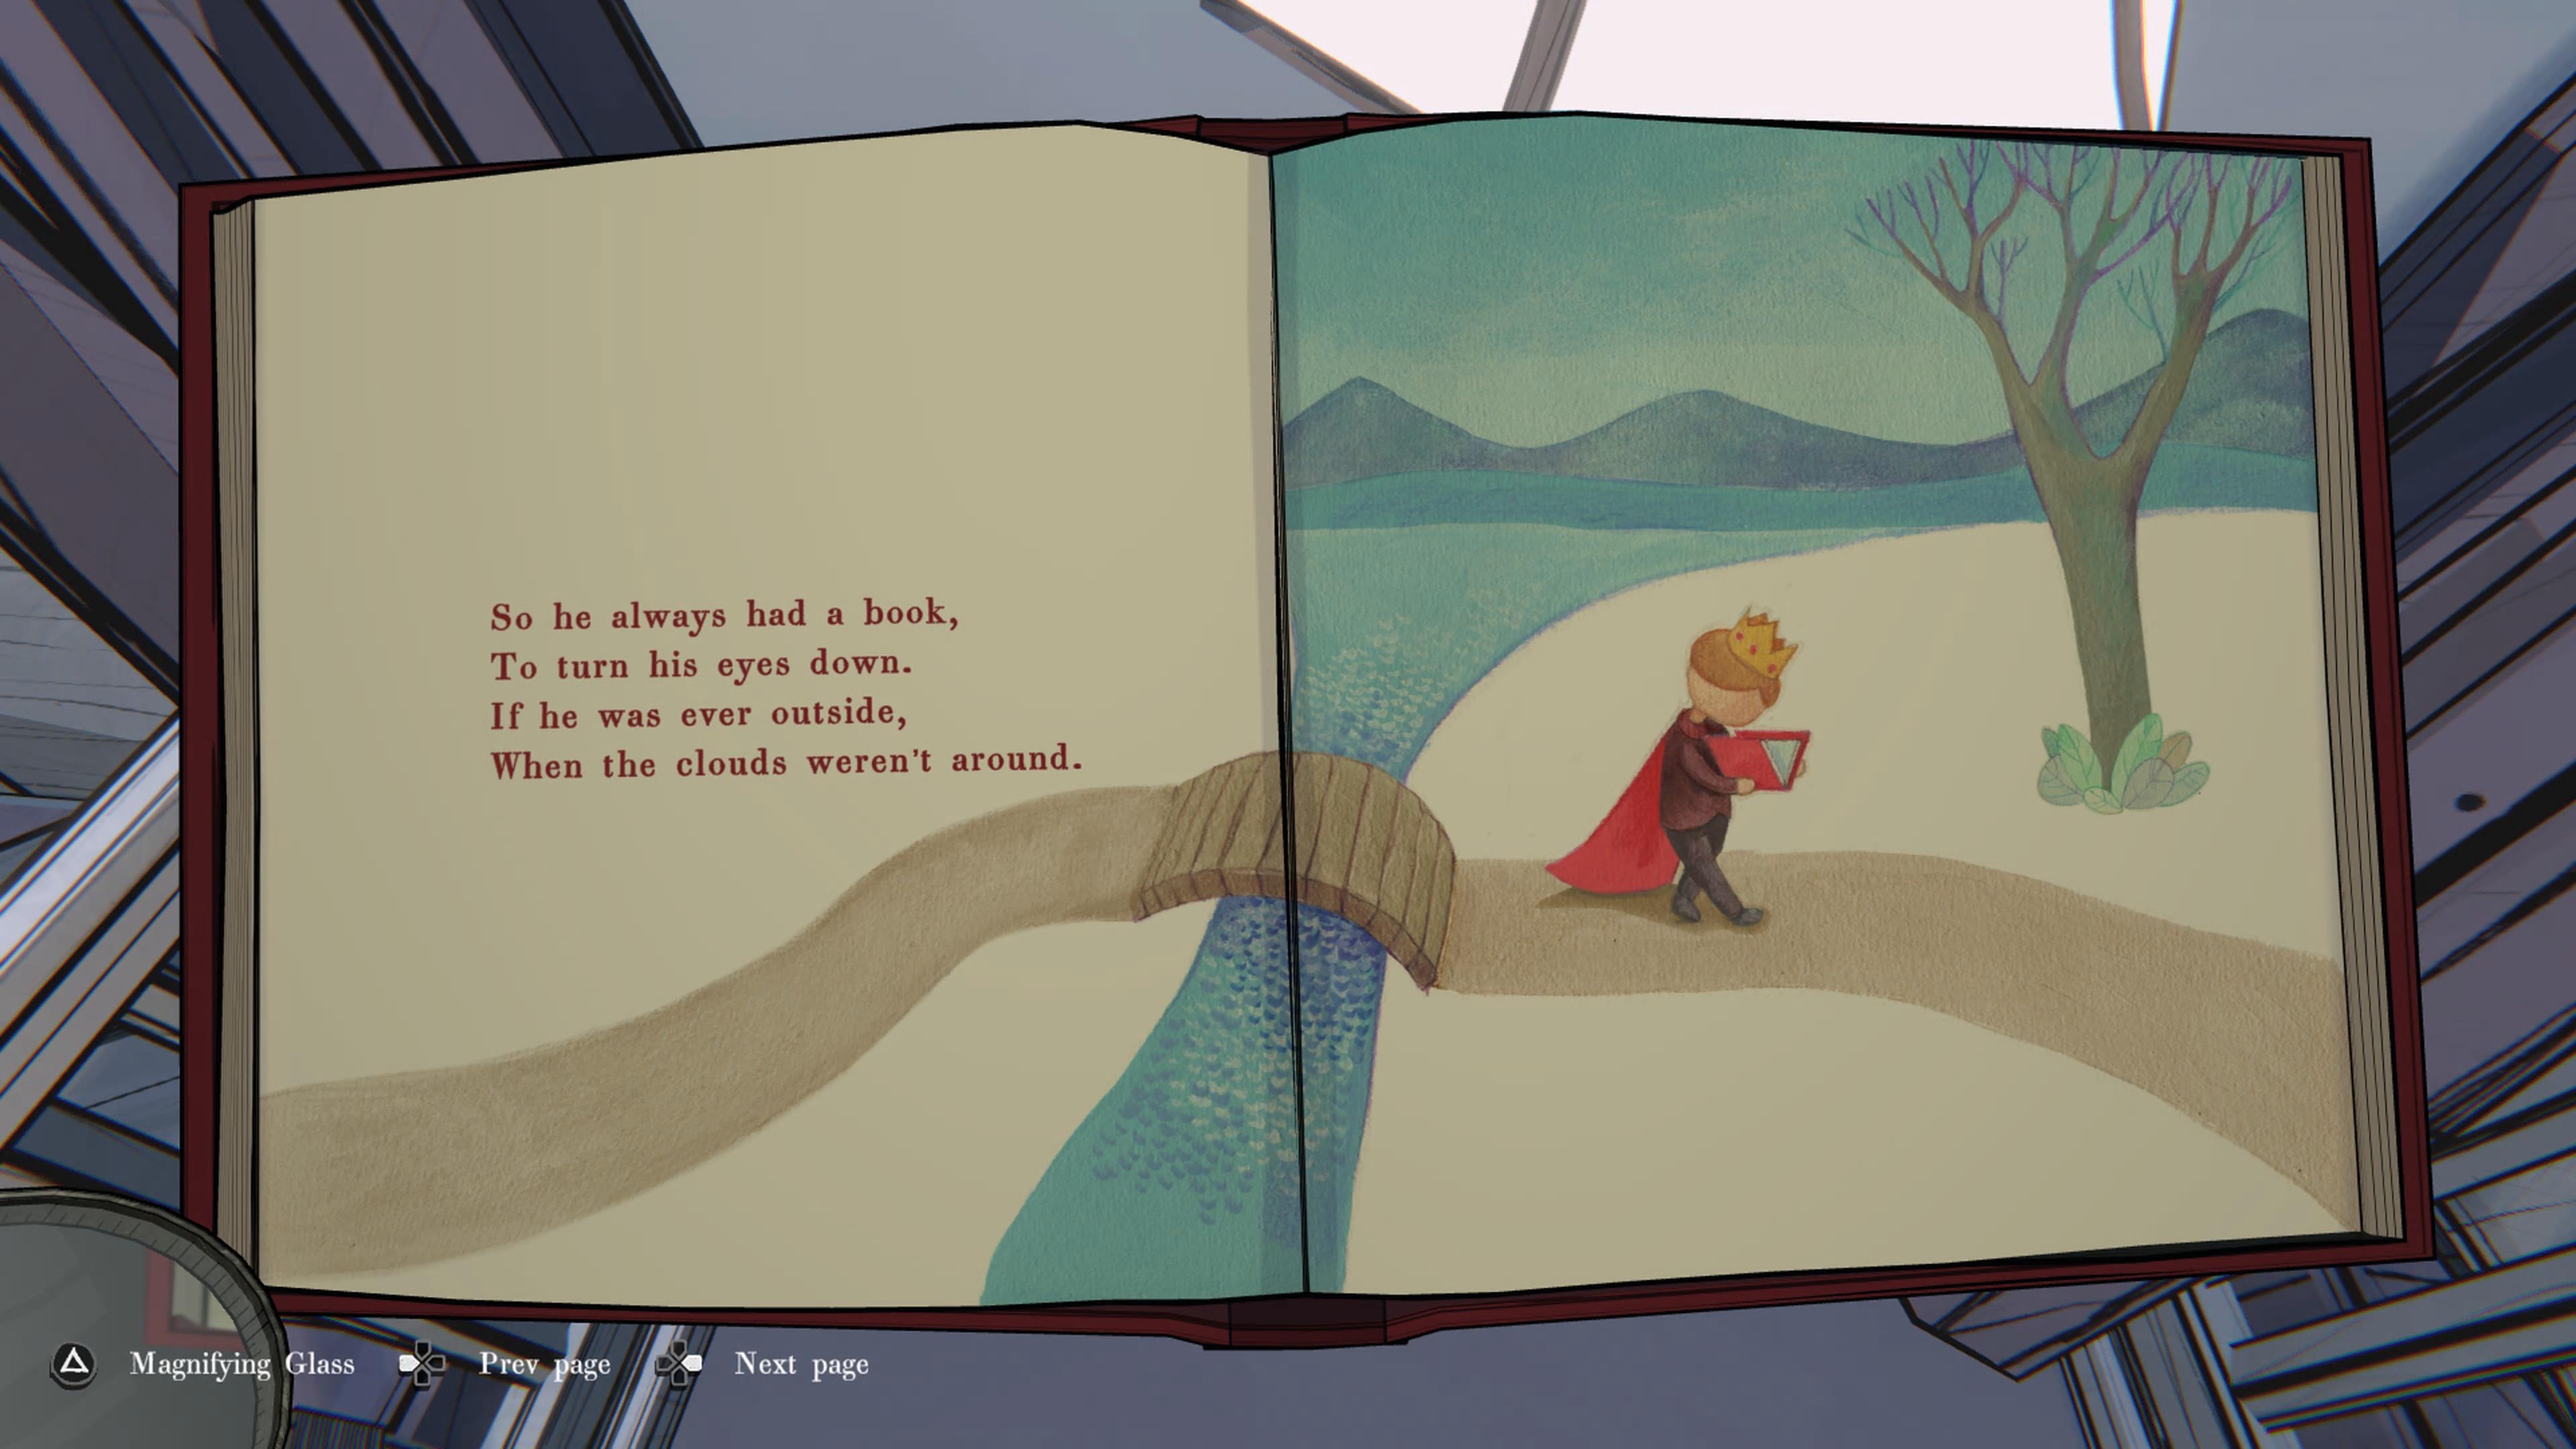 So he always had a book,
To turn his eyes down.
If he was ever outside,
When the clouds weren't around.
Magnifying Glass Prev page Next page